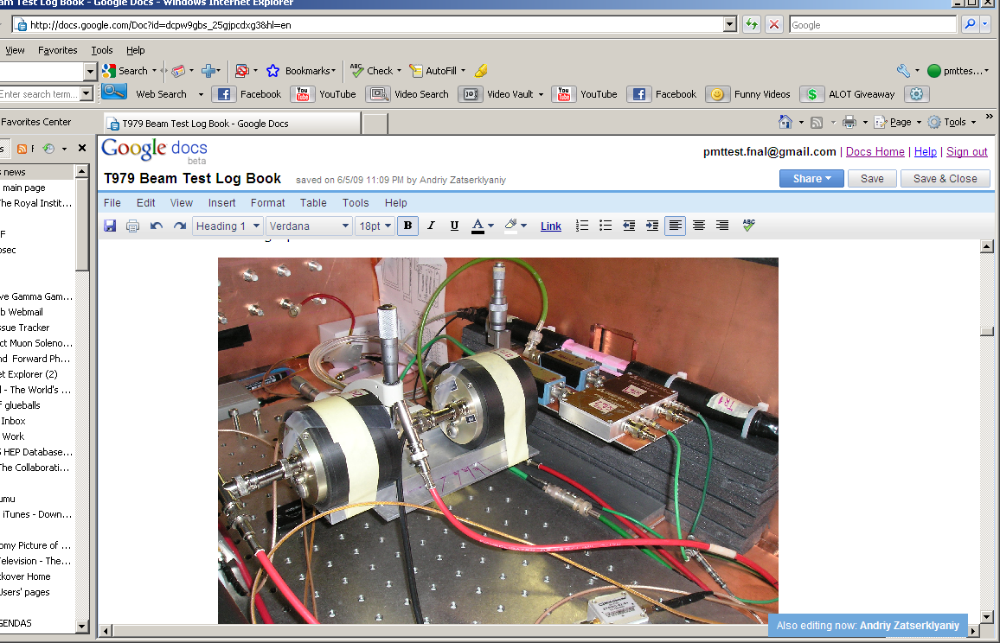 am Test Log Book - Google Docs - Windows Internet Explorer
http://docs.google.com/Doc?id=dcpw9gbs_25gjpcdxg3&hl=en
Google
View Favorites Tools Help
Search Bookmarks Check AutoFill pmttes...
Enter search term... Web Search Facebook YouTube Video Search Video Vault YouTube Facebook Funny Videos ALOT Giveaway
Favorites Center
T979 Beam Test Log Book - Google Docs
Page Tools
Google docs
beta
pmttest.fnal@gmail.com | Docs Home | Help | Sign out
T979 Beam Test Log Book saved on 6/5/09 11:09 PM by Andriy Zatserklyaniy
Share Save Save & Close
File Edit View Insert Format Table Tools Help
Heading 1 Verdana 18pt B I U A Link
s news
main page
The Royal Instit...
F
osec
ve Gamma Gam...
b Webmail
ssue Tracker
ct Muon Soleno...
nd Forward Ph...
et Explorer (2)
l - The World's ...
f glueballs
Inbox
Work
S HEP Database...
The Collaborati...
umu
iTunes - Down...
omy Picture of ...
Television - The...
ckover Home
Users' pages
GENDAS
Also editing now: Andriy Zatserklyaniy